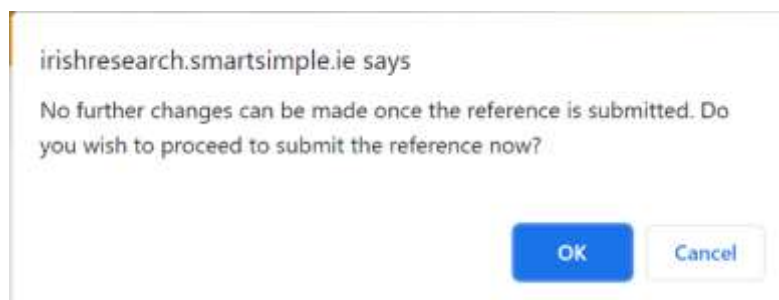 irishresearch.smartsimple.ie says
No further changes can be made once the reference is submitted. Do
you wish to proceed to submit the reference now?
OK
Cancel